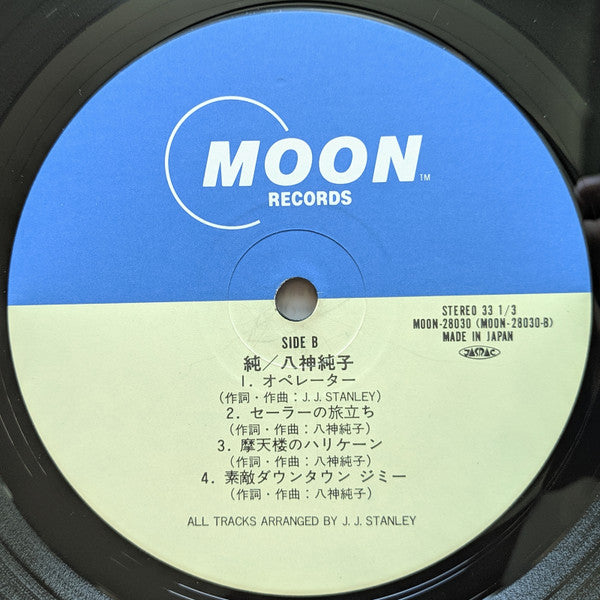 MOON™
RECORDS
STEREO 33 1/3
MOON-28030 (MOON-28030-B)
MADE IN JAPAN
JASRAC
SIDE B
純／八神純子
1. オペレーター
(作詞・作曲：J. J. STANLEY)
2. セーラーの旅立ち
(作詞・作曲：八神純子)
3. 摩天楼のハリケーン
(作詞・作曲：八神純子)
4. 素敵ダウンタウン ジミー
(作詞・作曲：八神純子)
ALL TRACKS ARRANGED BY J. J. STANLEY